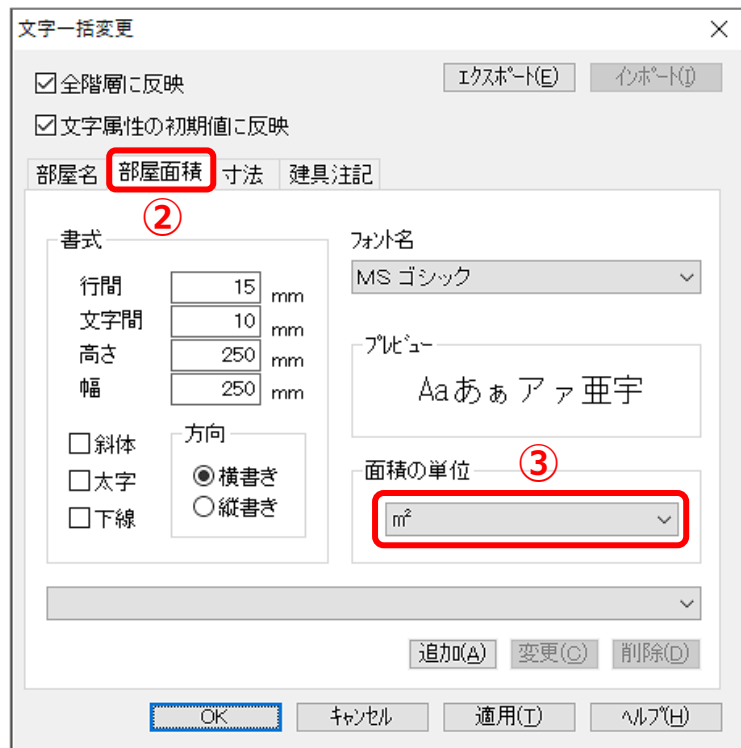 文字一括変更
全階層に反映
エクスポート(E) インポート(I)
文字属性の初期値に反映
部屋名 部屋面積 寸法 建具注記
②
書式
行間 15 mm
文字間 10 mm
高さ 250 mm
幅 250 mm
斜体
太字
下線
方向
横書き
縦書き
フォント名
MS ゴシック
プレビュー
Aaあぁアァ亜宇
面積の単位 ③
㎡
追加(A) 変更(C) 削除(D)
OK キャンセル 適用(T) ヘルプ(H)